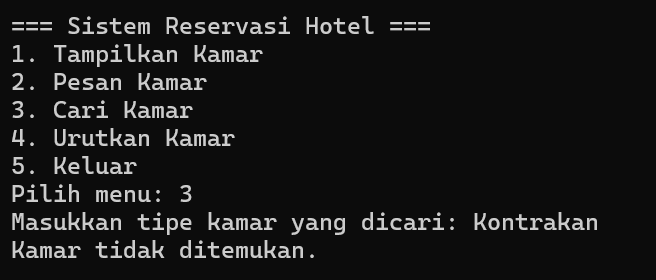 === Sistem Reservasi Hotel ===
1. Tampilkan Kamar
2. Pesan Kamar
3. Cari Kamar
4. Urutkan Kamar
5. Keluar
Pilih menu: 3
Masukkan tipe kamar yang dicari: Kontrakan
Kamar tidak ditemukan.